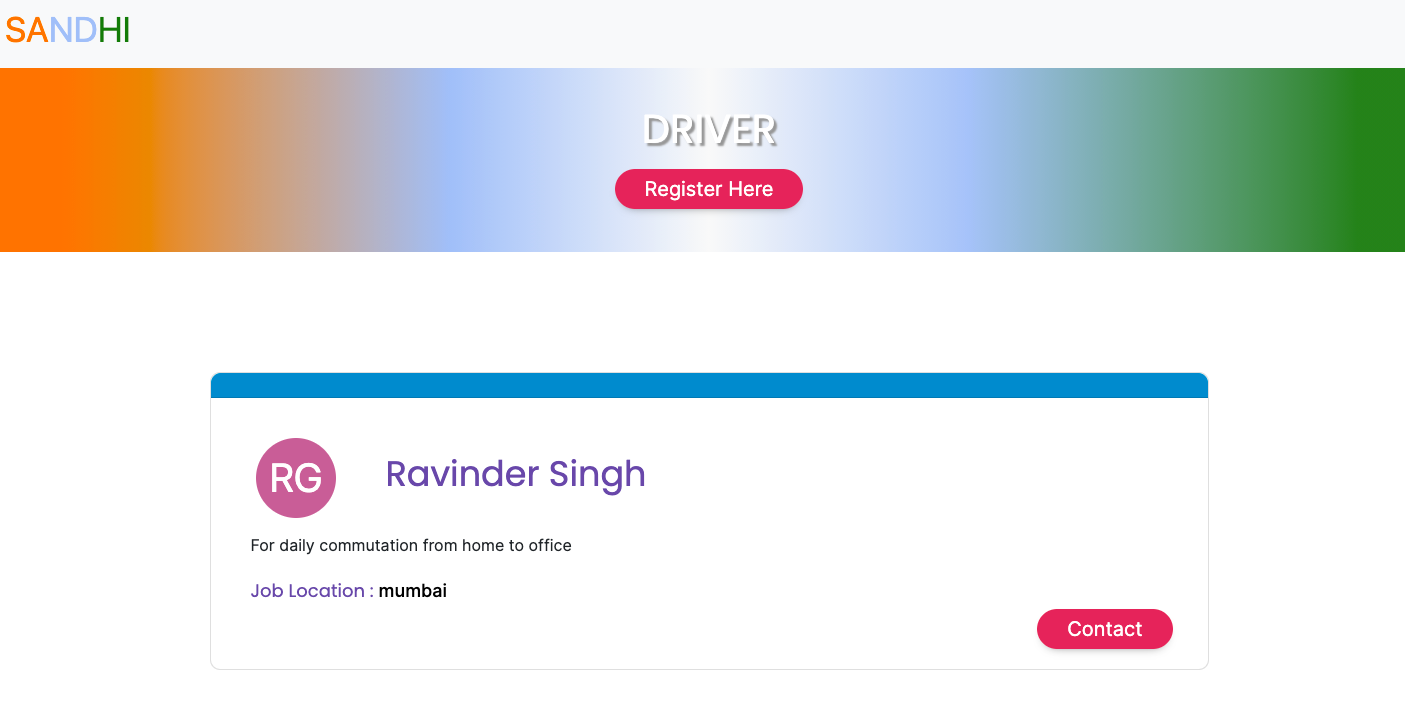 SANDHI
DRIVER
Register Here
RG
Ravinder Singh
For daily commutation from home to office
Job Location : mumbai
Contact